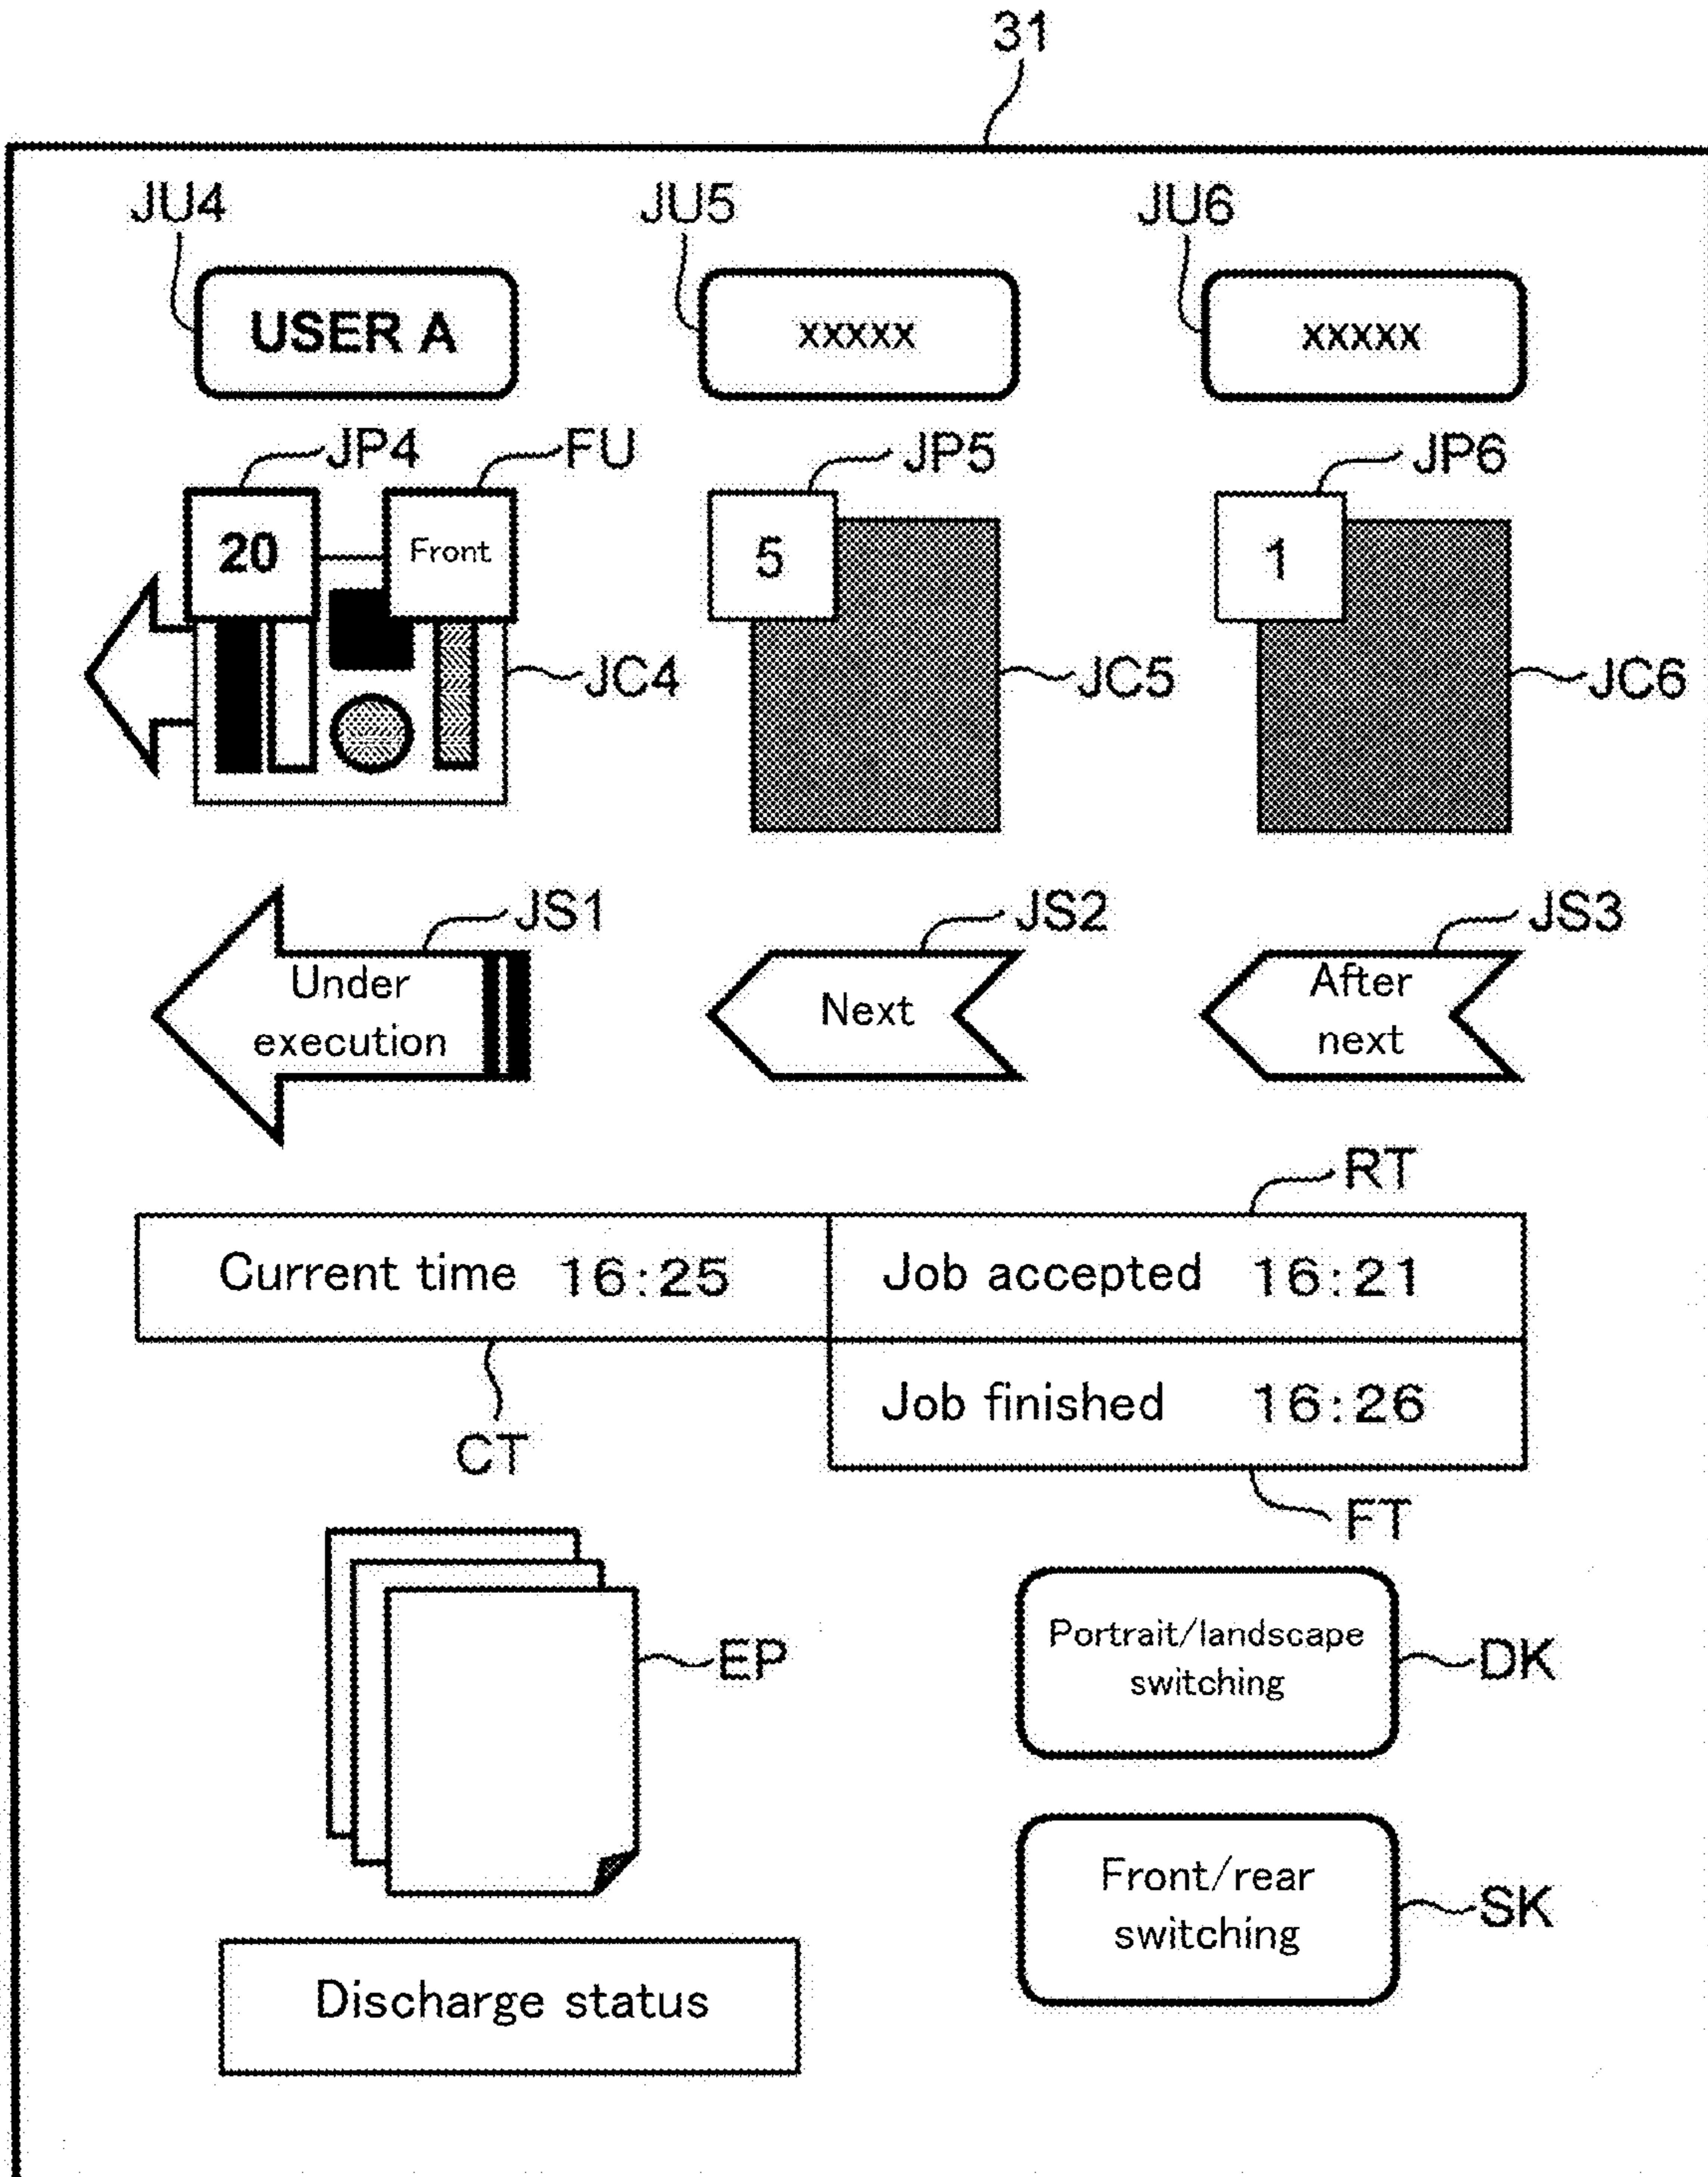 31
JU4 JU5 JU6
USER A xxxxx xxxxx
JP4 FU JP5 JP6
20 Front 5 1
JC4 JC5 JC6
JS1 JS2 JS3
Under
execution
Next
After
next
RT
Current time 16:25 Job accepted 16:21
Job finished 16:26
CT
FT
EP
Portrait/landscape
switching
DK
Front/rear
switching
SK
Discharge status